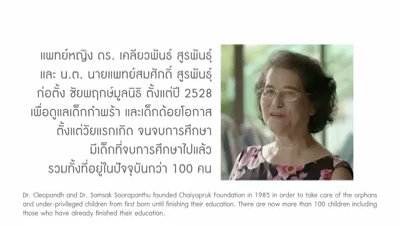 แพทย์หญิง ดร. เคลียวพันธ์ สูรพันธุ์
และ น.ต. นายแพทย์สมศักดิ์ สูรพันธุ์
ก่อตั้ง ชัยพฤกษ์มูลนิธิ ตั้งแต่ปี 2528
เพื่อดูแลเด็กกำพร้า และเด็กด้อยโอกาส
ตั้งแต่วัยแรกเกิด จนจบการศึกษา
มีเด็กที่จบการศึกษาไปแล้ว
รวมทั้งที่อยู่ในปัจจุบันกว่า 100 คน
Dr. Cleopandh and Dr. Somsak Sooropanthu founded Chaiyapruk Foundation in 1985 in order to take care of the orphans
and under-privileged children from first born until finishing their education. There are now more than 100 children including
those who have already finished their education.